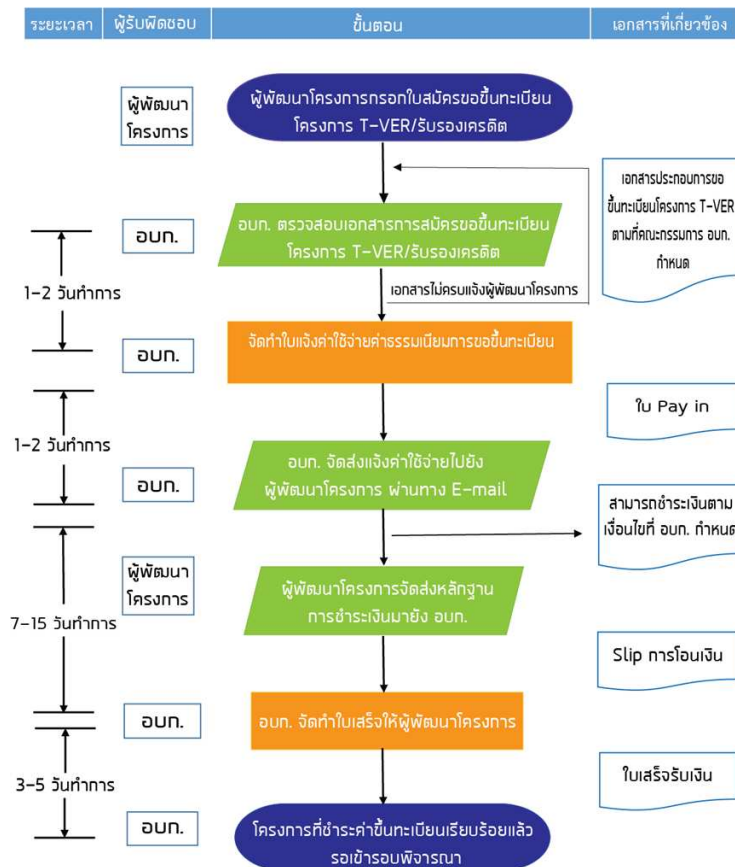 ระยะเวลา ผู้รับผิดชอบ ขั้นตอน เอกสารที่เกี่ยวข้อง
ผู้พัฒนา
โครงการ
ผู้พัฒนาโครงการกรอกใบสมัครขอขึ้นทะเบียน
โครงการ T-VER/รับรองเครดิต
เอกสารประกอบการขอ
ขึ้นทะเบียนโครงการ T-VER
ตามที่คณะกรรมการ อบก.
กำหนด
1-2 วันทำการ
อบก.
อบก. ตรวจสอบเอกสารการสมัครขอขึ้นทะเบียน
โครงการ T-VER/รับรองเครดิต
เอกสารไม่ครบแจ้งผู้พัฒนาโครงการ
อบก.
จัดทำใบแจ้งค่าใช้จ่ายค่าธรรมเนียมการขอขึ้นทะเบียน
ใบ Pay in
1-2 วันทำการ
อบก.
อบก. จัดส่งแจ้งค่าใช้จ่ายไปยัง
ผู้พัฒนาโครงการ ผ่านทาง E-mail
สามารถชำระเงินตาม
เงื่อนไขที่ อบก. กำหนด
7-15 วันทำการ
ผู้พัฒนา
โครงการ
ผู้พัฒนาโครงการจัดส่งหลักฐาน
การชำระเงินมายัง อบก.
Slip การโอนเงิน
อบก.
อบก. จัดทำใบเสร็จให้ผู้พัฒนาโครงการ
ใบเสร็จรับเงิน
3-5 วันทำการ
อบก.
โครงการที่ชำระค่าขึ้นทะเบียนเรียบร้อยแล้ว
รอเข้ารอบพิจารณา